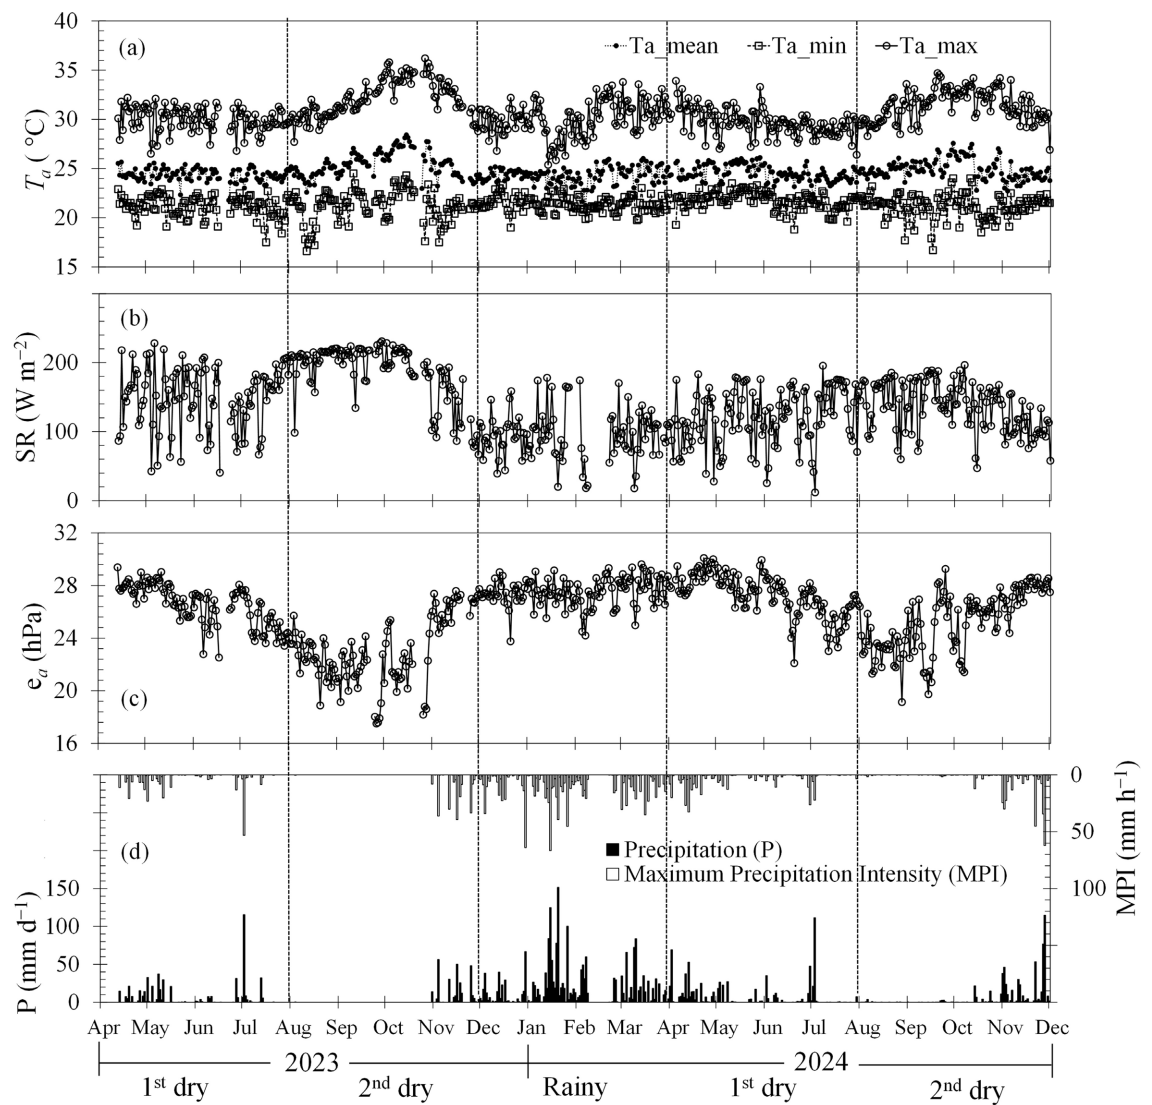 40
(a)
Ta_mean
Ta_min
Ta_max
35
30
25
20
15
Ta ( °C)
(b)
200
100
0
SR (W m−2)
32
28
24
20
16
(c)
ea (hPa)
0
50
100
MPI (mm h−1)
(d)
Precipitation (P)
Maximum Precipitation Intensity (MPI)
150
100
50
0
P (mm d−1)
Apr May Jun Jul Aug Sep Oct Nov Dec Jan Feb Mar Apr May Jun Jul Aug Sep Oct Nov Dec
2023 2024
1st dry 2nd dry Rainy 1st dry 2nd dry